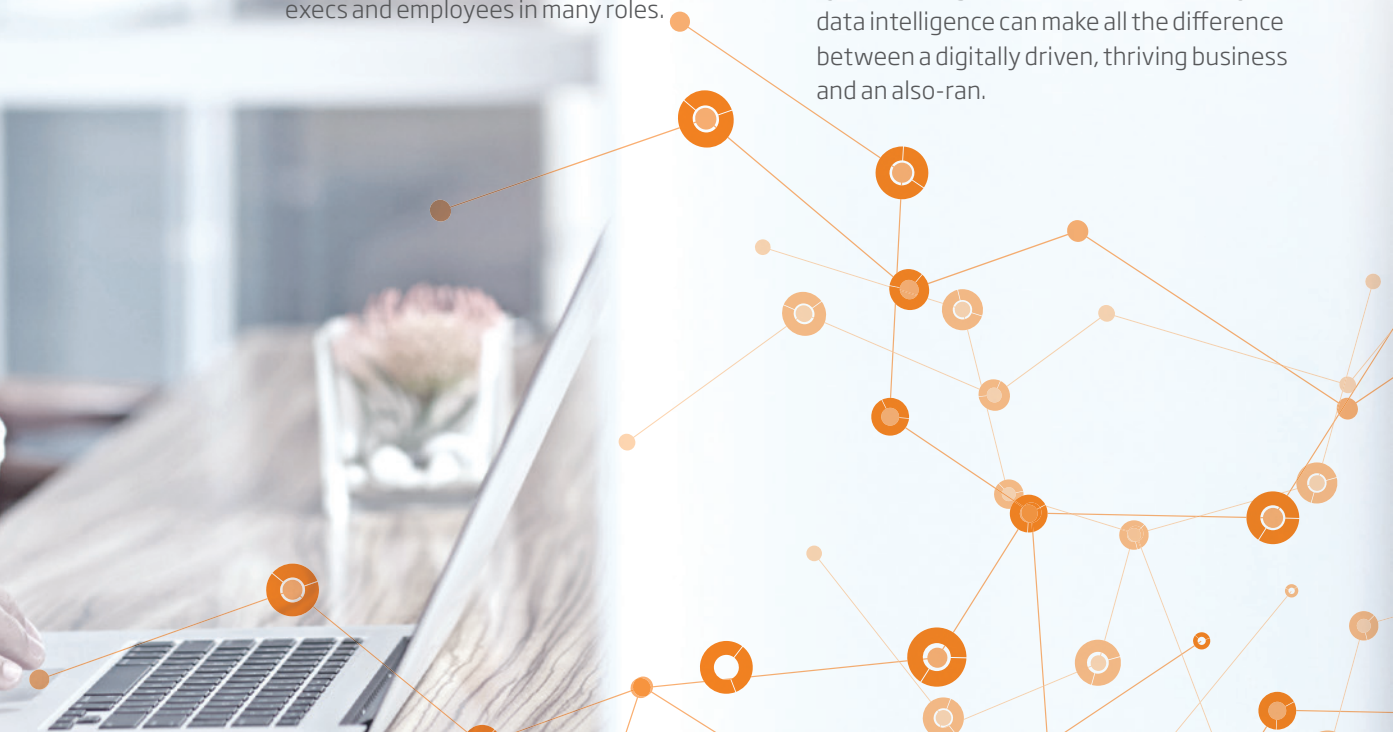 execs and employees in many roles.
data intelligence can make all the difference
between a digitally driven, thriving business
and an also-ran.